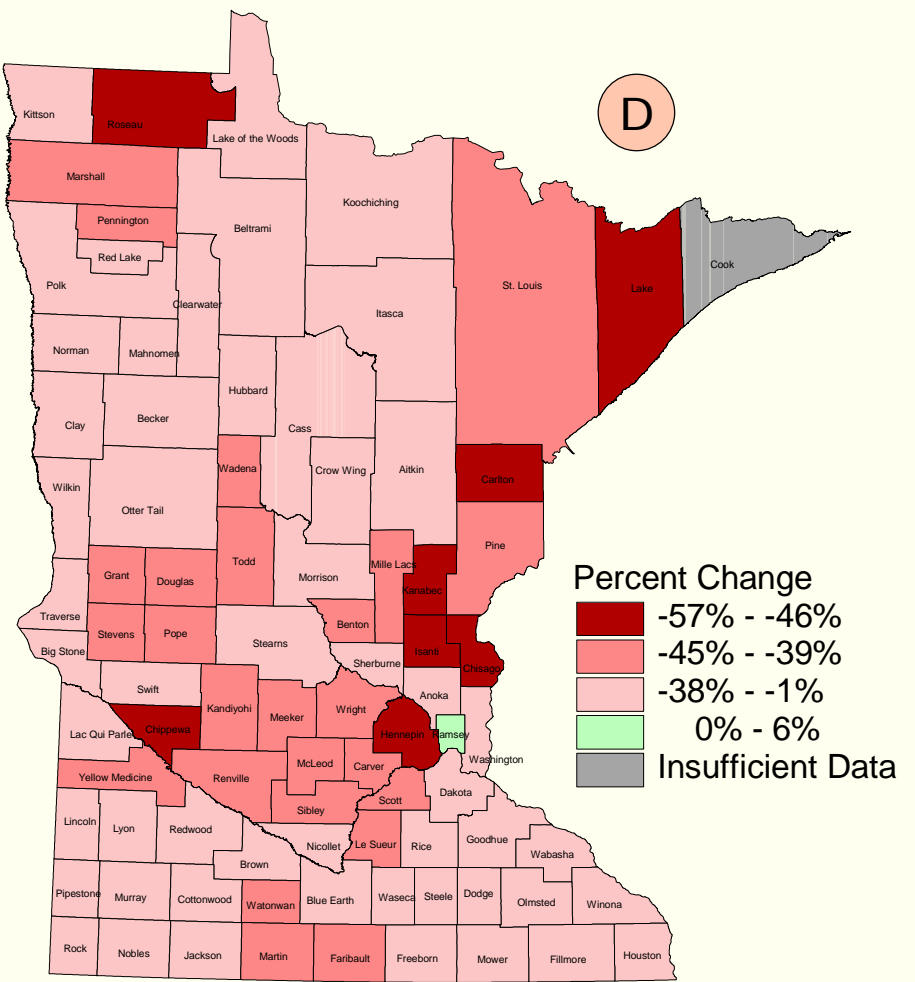 D
Kittson
Roseau
Lake of the Woods
Marshall
Koochiching
Pennington
Beltrami
Red Lake
Cook
Polk
St. Louis
Lake
Clearwater
Itasca
Norman
Mahnomen
Hubbard
Becker
Clay
Cass
Wadena
Crow Wing
Aitkin
Carlton
Wilkin
Otter Tail
Pine
Todd
Mille Lacs
Grant
Douglas
Morrison
Kanabec
Traverse
Stevens
Pope
Benton
Stearns
Big Stone
Isanti
Sherburne
Chisago
Swift
Anoka
Kandiyohi
Meeker
Wright
Lac Qui Parle
Chippewa
Hennepin
Ramsey
Washington
McLeod
Carver
Yellow Medicine
Renville
Dakota
Scott
Sibley
Lincoln
Lyon
Redwood
Nicollet
Le Sueur
Rice
Goodhue
Wabasha
Brown
Pipestone
Murray
Cottonwood
Watonwan
Blue Earth
Waseca
Steele
Dodge
Olmsted
Winona
Rock
Nobles
Jackson
Martin
Faribault
Freeborn
Mower
Fillmore
Houston
Percent Change
-57% - -46%
-45% - -39%
-38% - -1%
0% - 6%
Insufficient Data